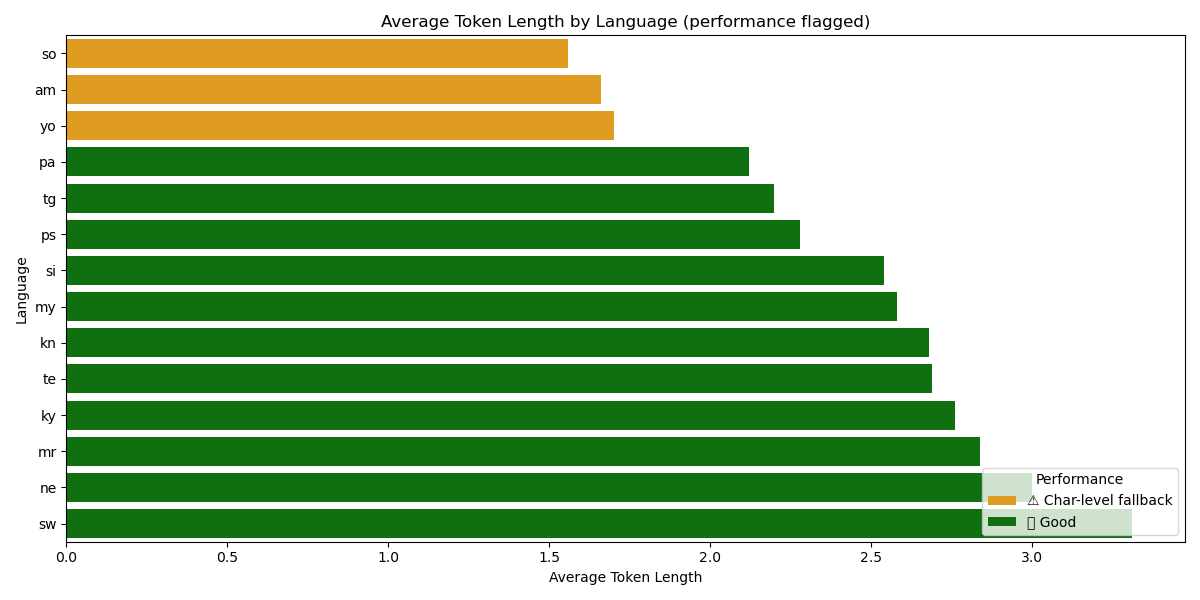 Average Token Length by Language (performance flagged)
Language
so
am
yo
pa
tg
ps
si
my
kn
te
ky
mr
ne
sw
Performance
⚠ Char-level fallback
Good
0.0 0.5 1.0 1.5 2.0 2.5 3.0
Average Token Length